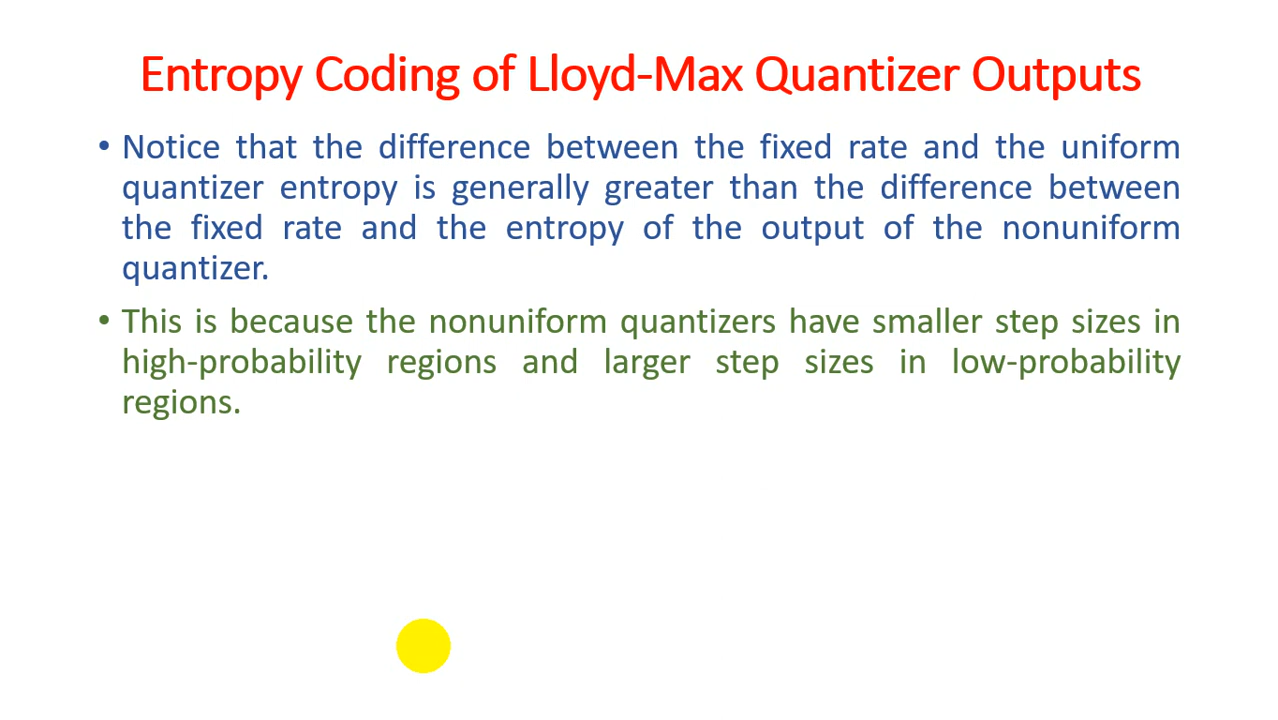 Entropy Coding of Lloyd-Max Quantizer Outputs
• Notice that the difference between the fixed rate and the uniform
quantizer entropy is generally greater than the difference between
the fixed rate and the entropy of the output of the nonuniform
quantizer.
• This is because the nonuniform quantizers have smaller step sizes in
high-probability regions and larger step sizes in low-probability
regions.